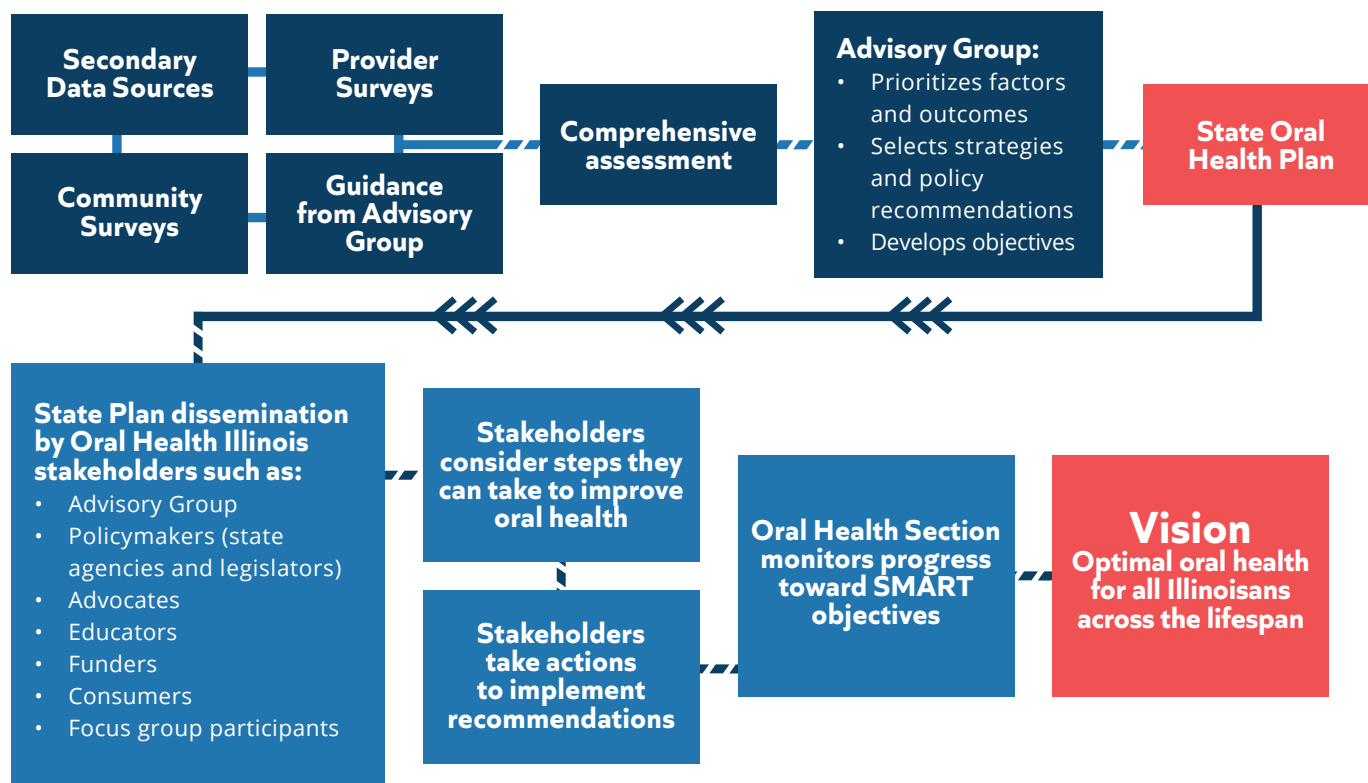 Secondary
Data Sources
Provider
Surveys
Community
Surveys
Guidance
from Advisory
Group
Comprehensive
assessment
Advisory Group:
• Prioritizes factors
and outcomes
• Selects strategies
and policy
recommendations
• Develops objectives
State Oral
Health Plan
State Plan dissemination
by Oral Health Illinois
stakeholders such as:
• Advisory Group
• Policymakers (state
agencies and legislators)
• Advocates
• Educators
• Funders
• Consumers
• Focus group participants
Stakeholders
consider steps they
can take to improve
oral health
Stakeholders
take actions
to implement
recommendations
Oral Health Section
monitors progress
toward SMART
objectives
Vision
Optimal oral health
for all Illinoisans
across the lifespan